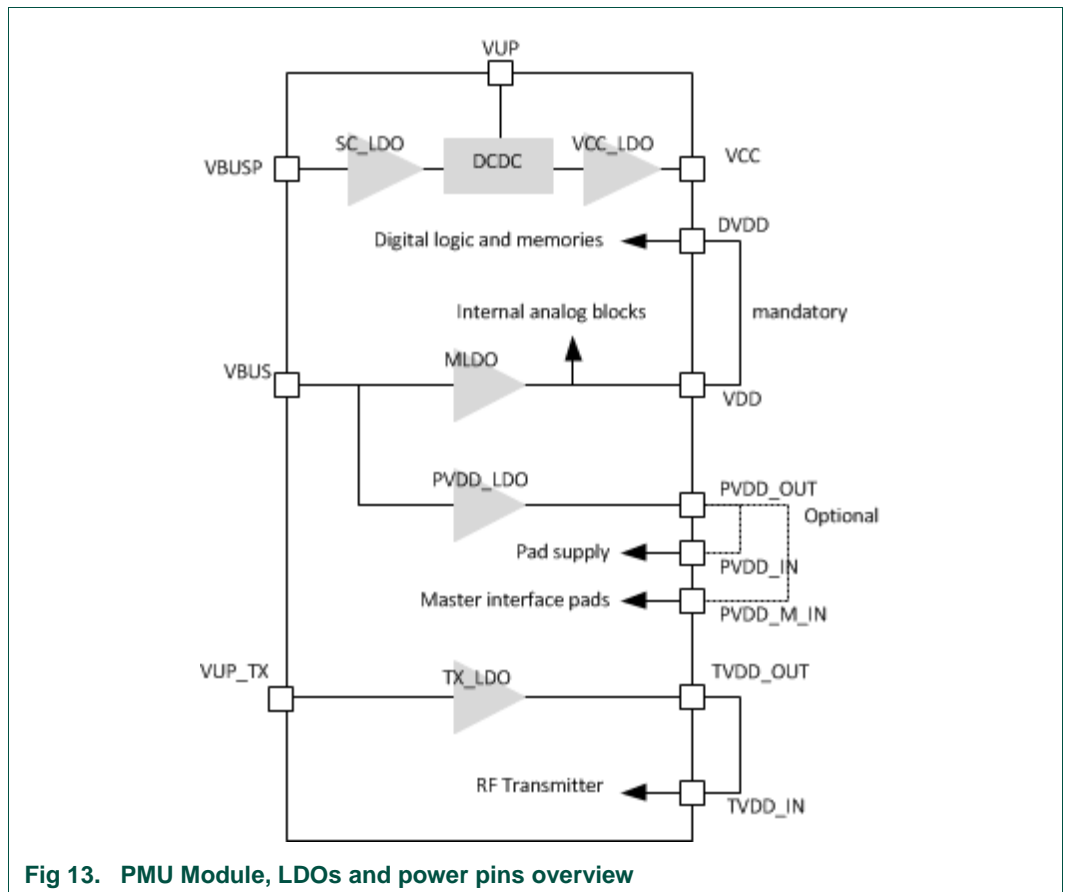 VUP
SC_LDO
DCDC
VCC_LDO
VBUSP
VCC
DVDD
Digital logic and memories
Internal analog blocks
mandatory
MLDO
VBUS
VDD
PVDD_LDO
PVDD_OUT
Optional
Pad supply
PVDD_IN
Master interface pads
PVDD_M_IN
VUP_TX
TX_LDO
TVDD_OUT
RF Transmitter
TVDD_IN
Fig 13. PMU Module, LDOs and power pins overview